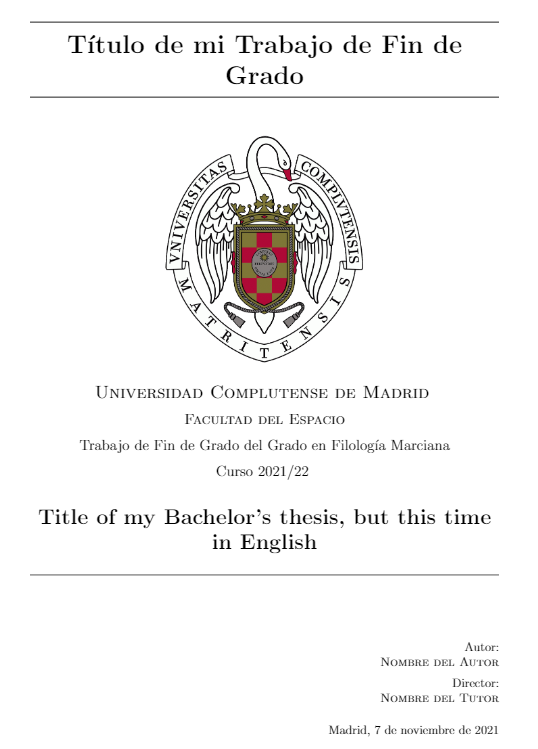 Título de mi Trabajo de Fin de
Grado
VNIVERSITAS
COMPLVTENSIS
MATRITENSIS
Universidad Complutense de Madrid
Facultad del Espacio
Trabajo de Fin de Grado del Grado en Filología Marciana
Curso 2021/22
Title of my Bachelor's thesis, but this time
in English
Autor:
Nombre del Autor
Director:
Nombre del Tutor
Madrid, 7 de noviembre de 2021